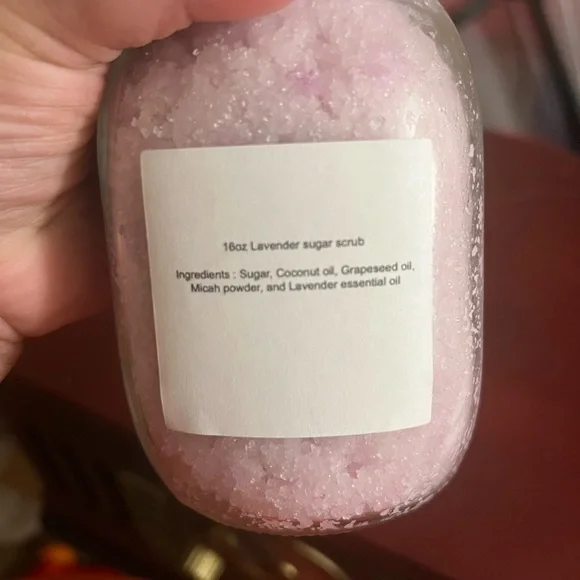 16oz Lavender sugar scrub
Ingredients : Sugar, Coconut oil, Grapeseed oil,
Micah powder, and Lavender essential oil